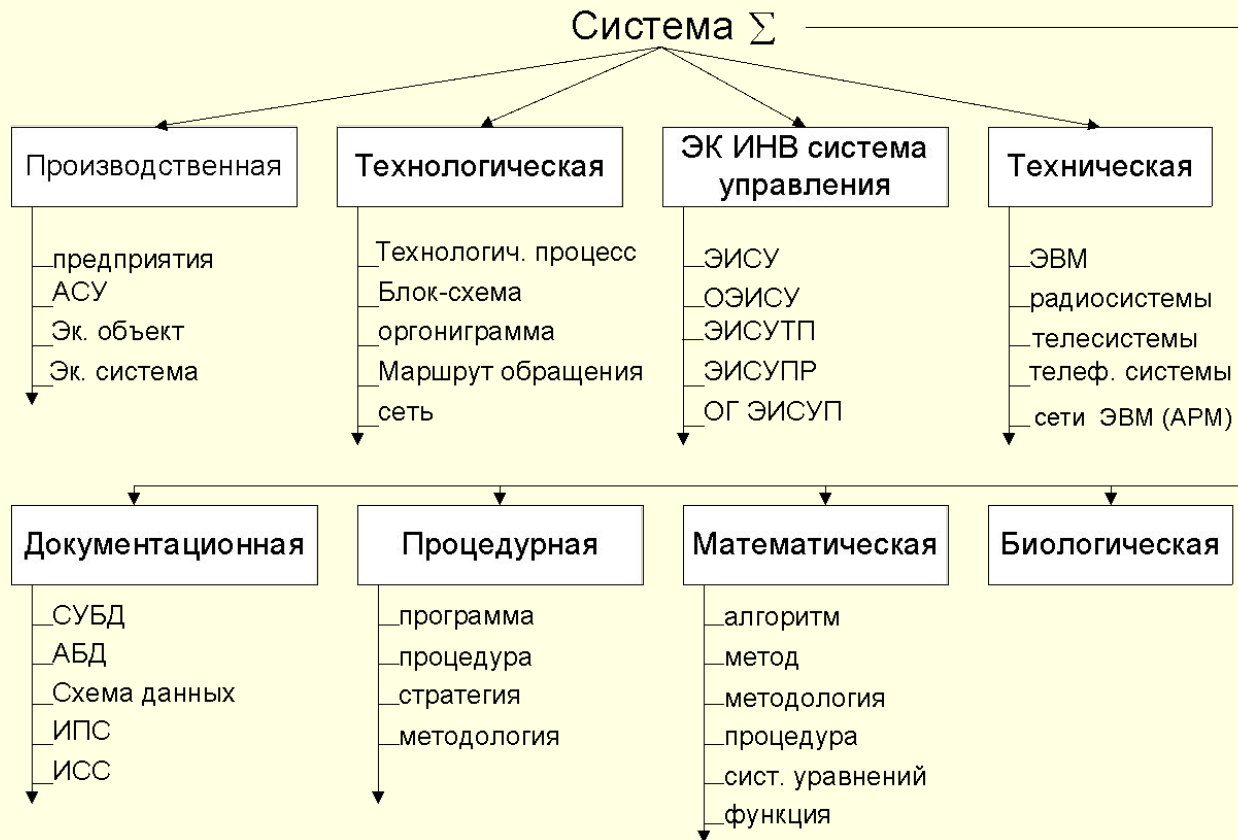 Система ∑
Производственная
предприятия
АСУ
Эк. объект
Эк. система
Технологическая
Технологич. процесс
Блок-схема
оргониграмма
Маршрут обращения
сеть
ЭК ИНВ система
управления
ЭИСУ
ОЭИСУ
ЭИСУТП
ЭИСУПР
ОГ ЭИСУП
Техническая
ЭВМ
радиосистемы
телесистемы
телеф. системы
сети ЭВМ (АРМ)
Документационная
СУБД
АБД
Схема данных
ИПС
ИСС
Процедурная
программа
процедура
стратегия
методология
Математическая
алгоритм
метод
методология
процедура
сист. уравнений
функция
Биологическая